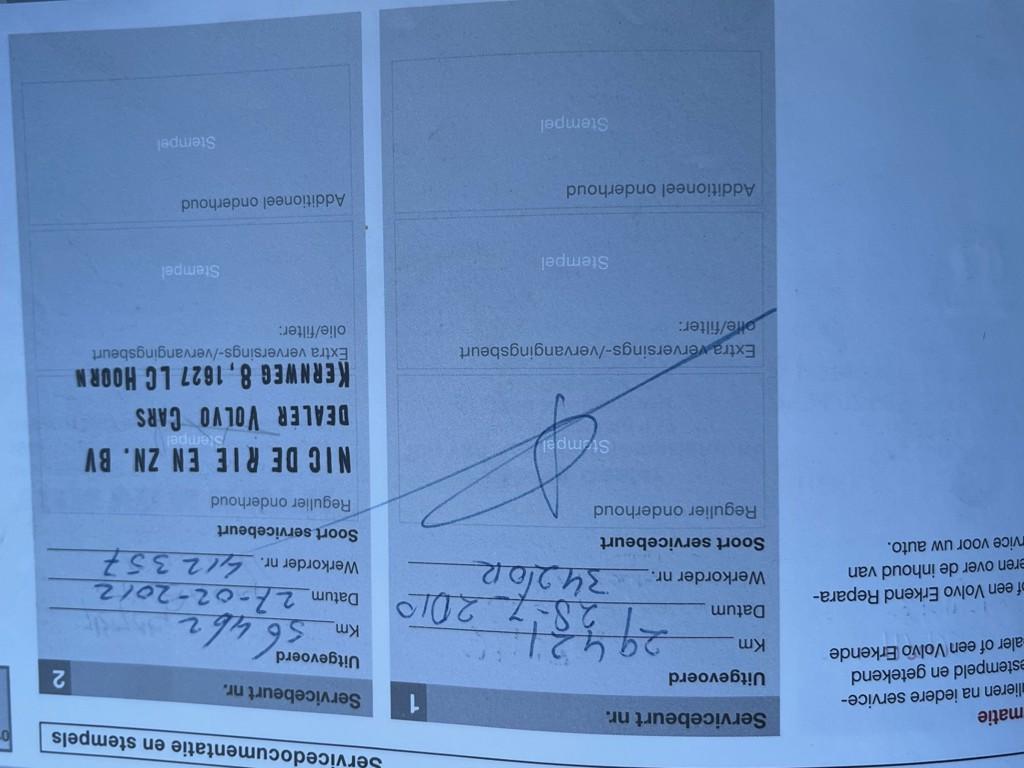 Servicedocumentatie en stempels
matie
llieren na iedere service-
estempeld en getekend
aler of een Volvo Erkende
of een Volvo Erkend Repara-
eren over de inhoud van
rvice voor uw auto.
Servicebeurt nr. 1
Uitgevoerd
Km 29421
Datum 28-7-2010
Werkorder nr.
Soort servicebeurt
Regulier onderhoud
Stempel
Extra verversings-/vervangingsbeurt
olie/filter:
Stempel
Additioneel onderhoud
Stempel
Servicebeurt nr. 2
Uitgevoerd
Km 56462
Datum 27-02-2012
Werkorder nr. 412357
Soort servicebeurt
Regulier onderhoud
NIC DE RIE EN ZN. BV
Stempel
DEALER VOLVO CARS
KERNWEG 8, 1627 LC HOORN
Extra verversings-/vervangingsbeurt
olie/filter:
Stempel
Additioneel onderhoud
Stempel